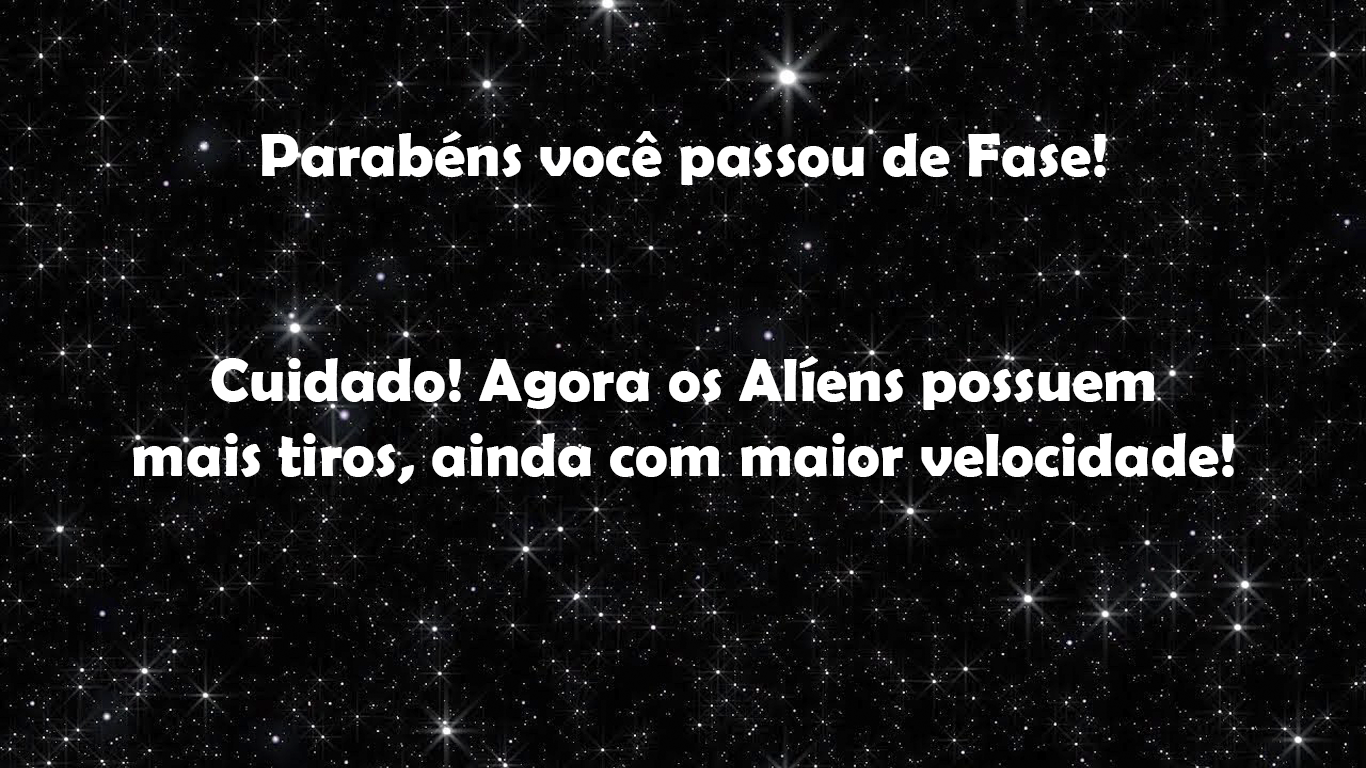 Parabéns você passou de Fase!
Cuidado! Agora os Alíens possuem
mais tiros, ainda com maior velocidade!